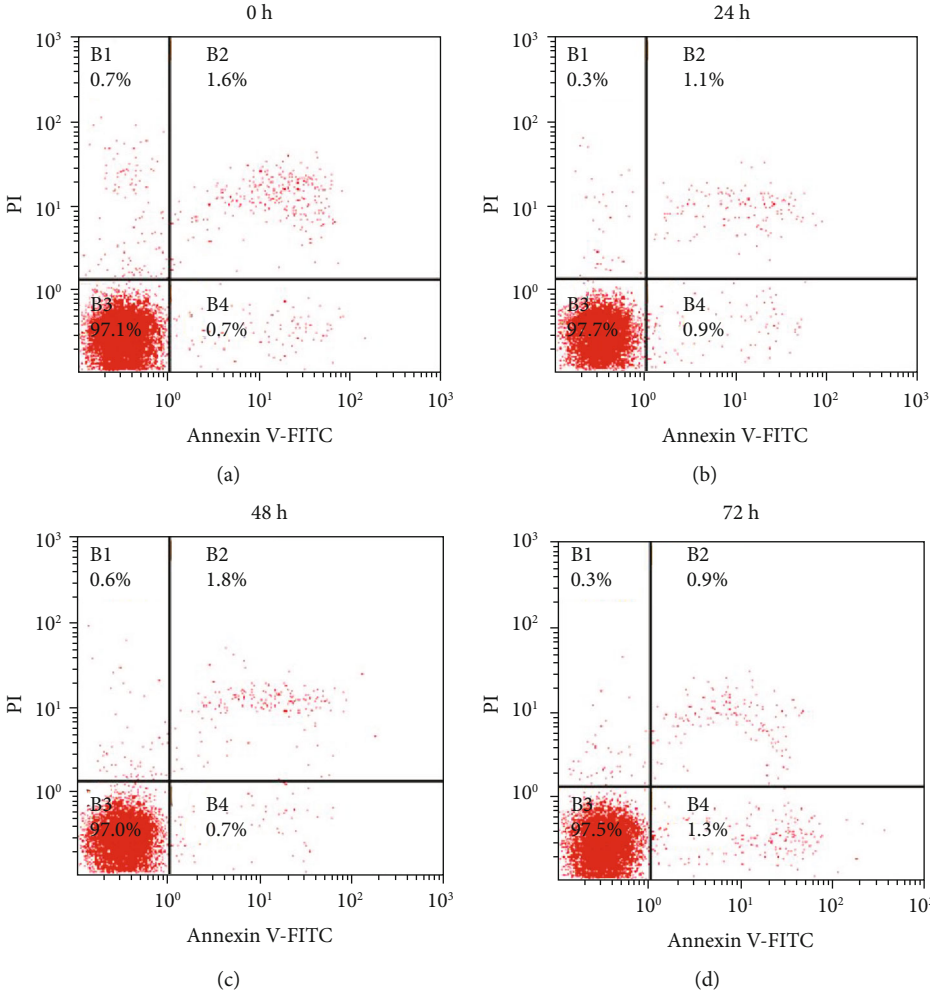 0 h
10³
10²
10¹
10⁰
PI
B1
0.7%
B2
1.6%
B3
97.1%
B4
0.7%
10⁰ 10¹ 10² 10³
Annexin V-FITC
(a)
24 h
10³
10²
10¹
10⁰
PI
B1
0.3%
B2
1.1%
B3
97.7%
B4
0.9%
10⁰ 10¹ 10² 10³
Annexin V-FITC
(b)
48 h
10³
10²
10¹
10⁰
PI
B1
0.6%
B2
1.8%
B3
97.0%
B4
0.7%
10⁰ 10¹ 10² 10³
Annexin V-FITC
(c)
72 h
10³
10²
10¹
10⁰
PI
B1
0.3%
B2
0.9%
B3
97.5%
B4
1.3%
10⁰ 10¹ 10² 10³
Annexin V-FITC
(d)